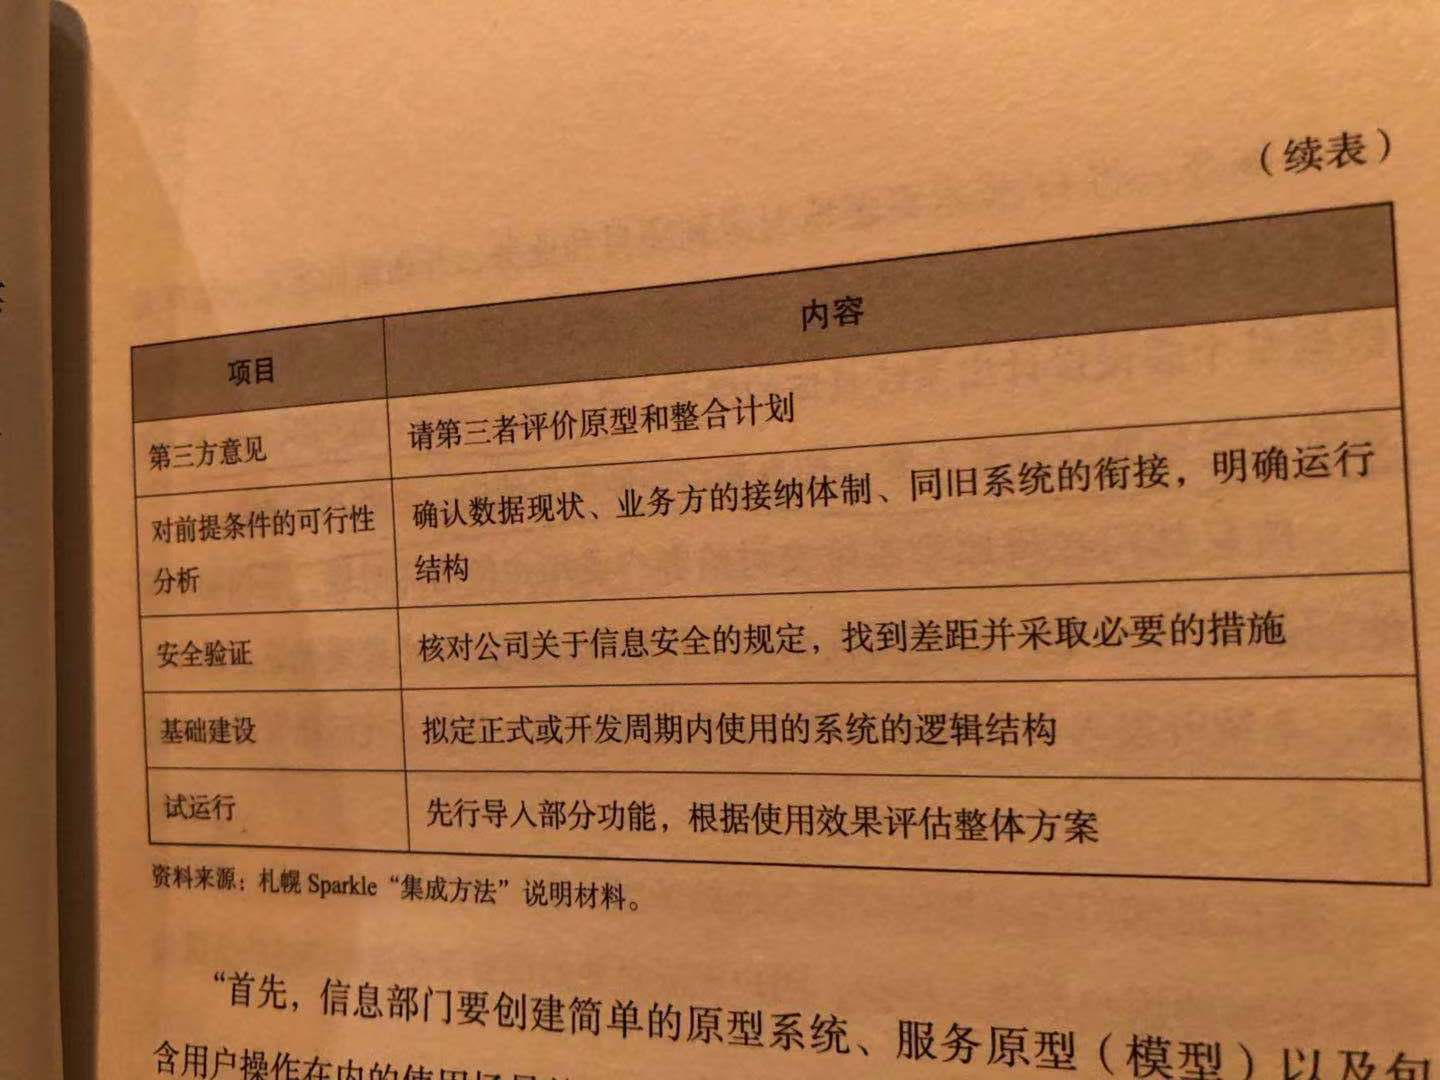 （续表）
项目 内容
第三方意见 请第三者评价原型和整合计划
对前提条件的可行性 确认数据现状、业务方的接纳体制、同旧系统的衔接，明确运行
分析 结构
安全验证 核对公司关于信息安全的规定，找到差距并采取必要的措施
基础建设 拟定正式或开发周期内使用的系统的逻辑结构
试运行 先行导入部分功能，根据使用效果评估整体方案
资料来源：札幌 Sparkle“集成方法”说明材料。
“首先，信息部门要创建简单的原型系统、服务原型（模型）以及包
含用户操作在内的使用场景